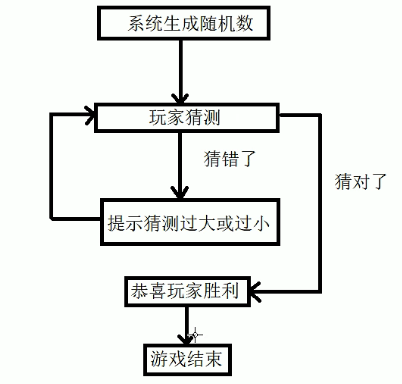 系统生成随机数
玩家猜测
猜错了
猜对了
提示猜测过大或过小
恭喜玩家胜利
游戏结束